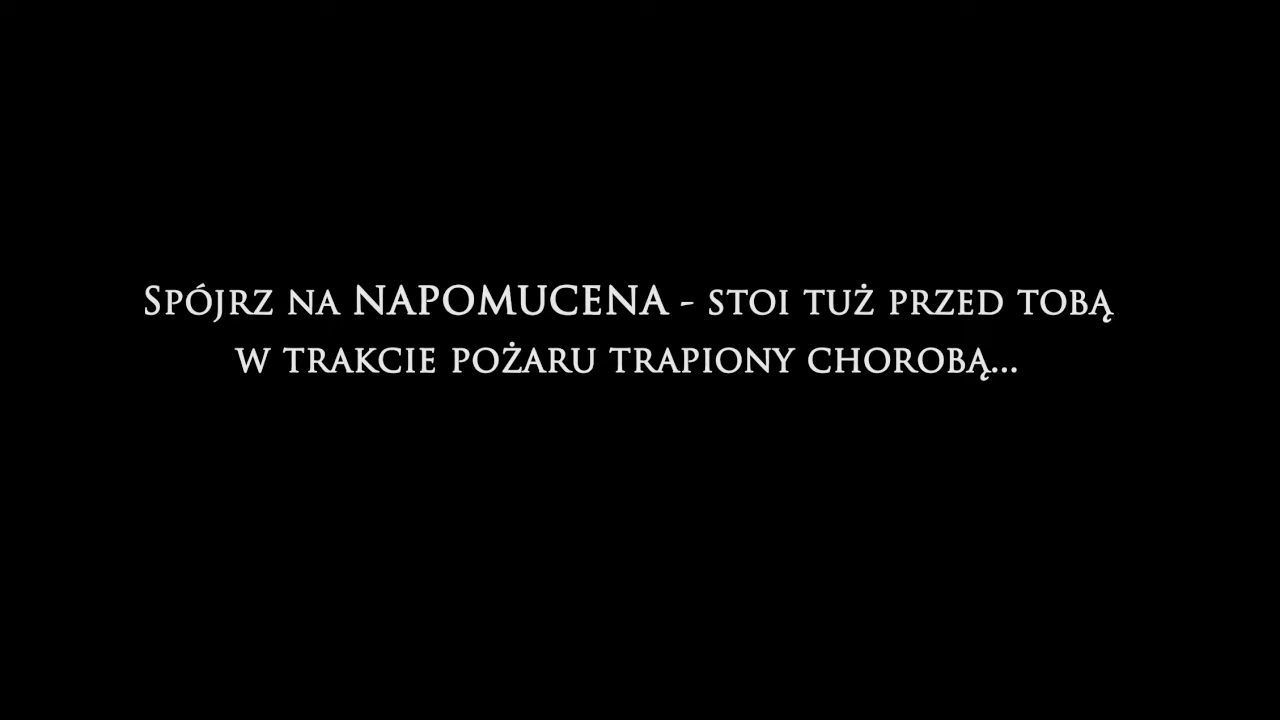 Spójrz na NAPOMUCENA - stoi tuż przed tobą
w trakcie pożaru trapiony chorobą...